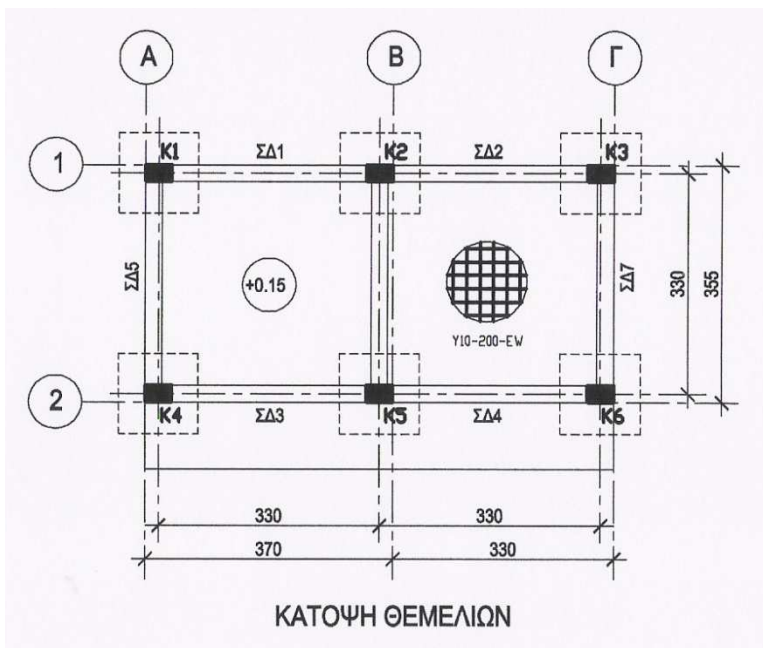 Α Β Γ
1 Κ1 ΣΔ1 Κ2 ΣΔ2 Κ3
ΣΔ5 +0.15 ΣΔ7 330 355
Y10-200-EW
2 Κ4 ΣΔ3 Κ5 ΣΔ4 Κ6
330 330
370 330
ΚΑΤΟΨΗ ΘΕΜΕΛΙΩΝ